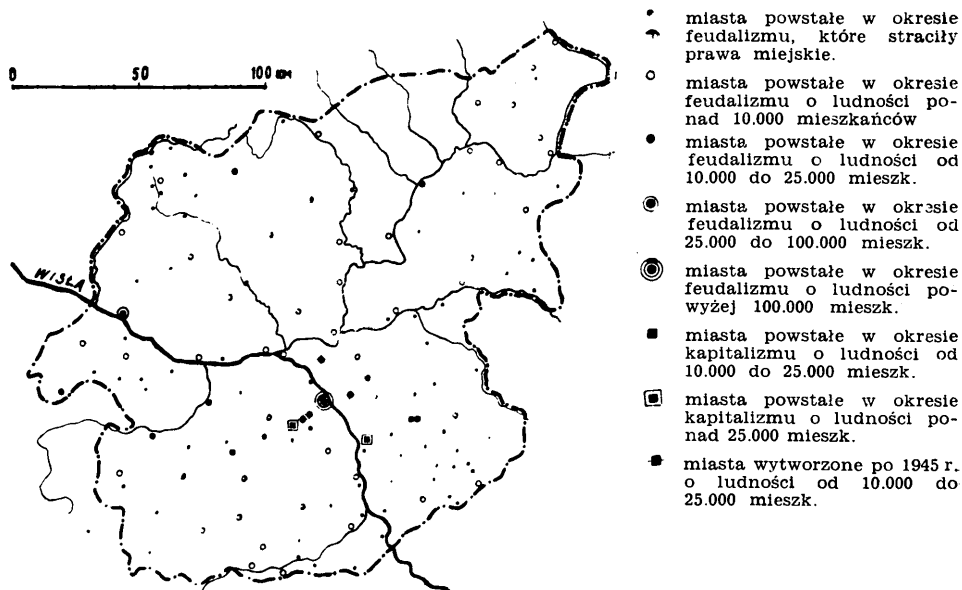 0 50 100 KM
WISŁA
miasta powstałe w okresie
feudalizmu, które straciły
prawa miejskie.
miasta powstałe w okresie
feudalizmu o ludności po-
nad 10.000 mieszkańców
miasta powstałe w okresie
feudalizmu o ludności od
10.000 do 25.000 mieszk.
miasta powstałe w okresie
feudalizmu o ludności od
25.000 do 100.000 mieszk.
miasta powstałe w okresie
feudalizmu o ludności po-
wyżej 100.000 mieszk.
miasta powstałe w okresie
kapitalizmu o ludności od
10.000 do 25.000 mieszk.
miasta powstałe w okresie
kapitalizmu o ludności po-
nad 25.000 mieszk.
miasta wytworzone po 1945 r.
o ludności od 10.000 do
25.000 mieszk.